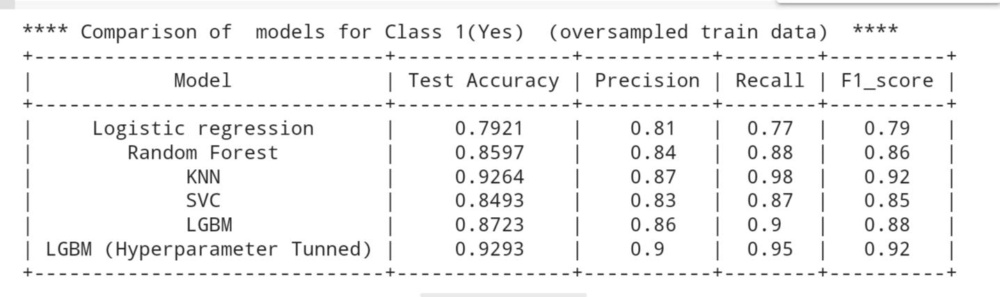 **** Comparison of  models for Class 1(Yes)  (oversampled train data)  ****
+------------------------------+---------------+-----------+--------+----------+
|            Model             | Test Accuracy | Precision | Recall | F1_score |
+------------------------------+---------------+-----------+--------+----------+
|     Logistic regression      |     0.7921    |    0.81   |  0.77  |   0.79   |
|        Random Forest         |     0.8597    |    0.84   |  0.88  |   0.86   |
|             KNN              |     0.9264    |    0.87   |  0.98  |   0.92   |
|             SVC              |     0.8493    |    0.83   |  0.87  |   0.85   |
|             LGBM             |     0.8723    |    0.86   |  0.9   |   0.88   |
| LGBM (Hyperparameter Tunned) |     0.9293    |    0.9    |  0.95  |   0.92   |
+------------------------------+---------------+-----------+--------+----------+